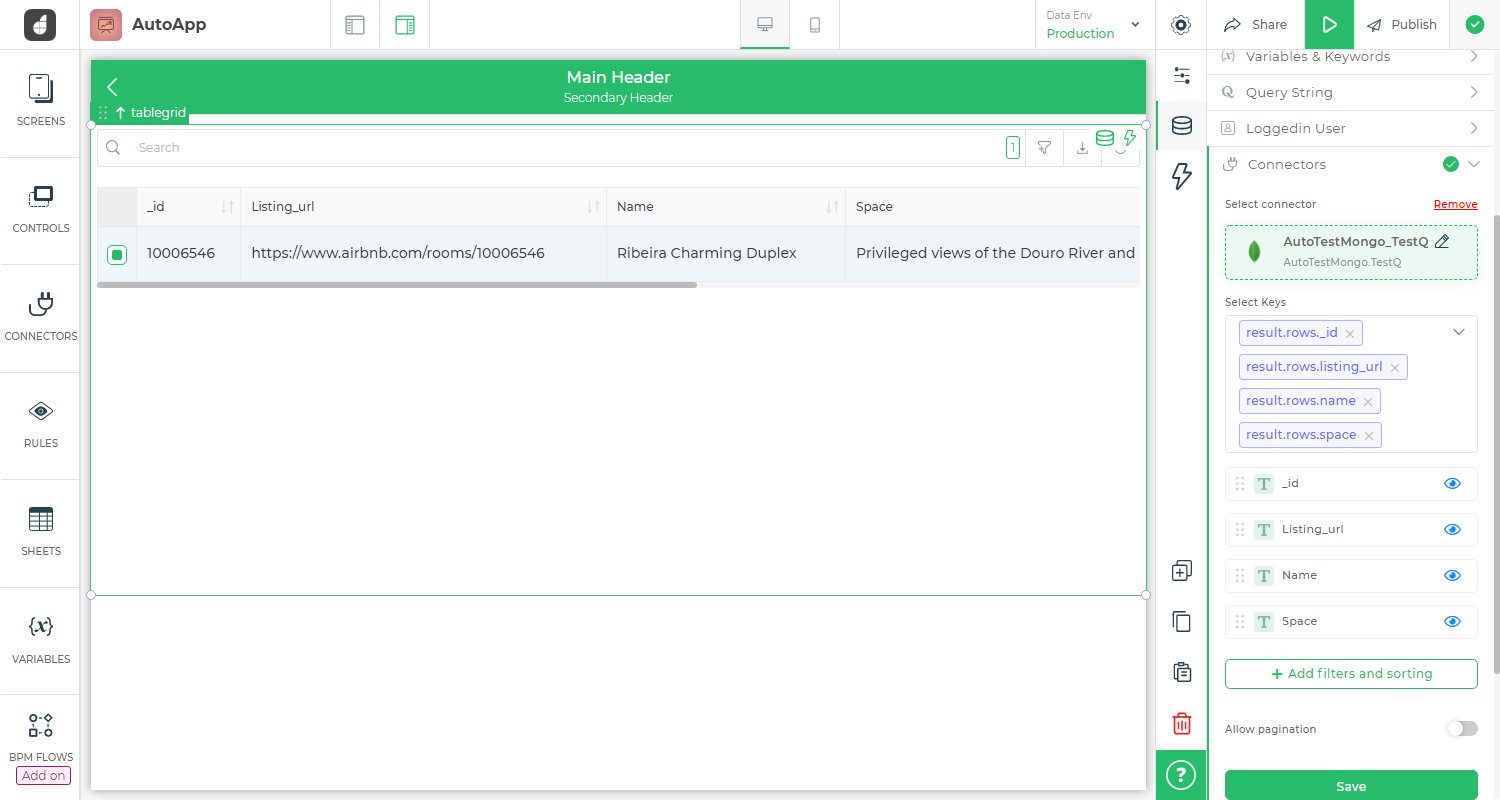 AutoApp
Data Env
Production
Share
Publish
SCREENS
CONTROLS
CONNECTORS
RULES
SHEETS
VARIABLES
BPM FLOWS
Add on
Main Header
Secondary Header
tablegrid
Search
1
_id
Listing_url
Name
Space
10006546
https://www.airbnb.com/rooms/10006546
Ribeira Charming Duplex
Privileged views of the Douro River and
?
Variables & Keywords
Query String
Loggedin User
Connectors
Select connector
Remove
AutoTestMongo_TestQ
AutoTestMongo.TestQ
Select Keys
result.rows._id
result.rows.listing_url
result.rows.name
result.rows.space
T _id
T Listing_url
T Name
T Space
+ Add filters and sorting
Allow pagination
Save